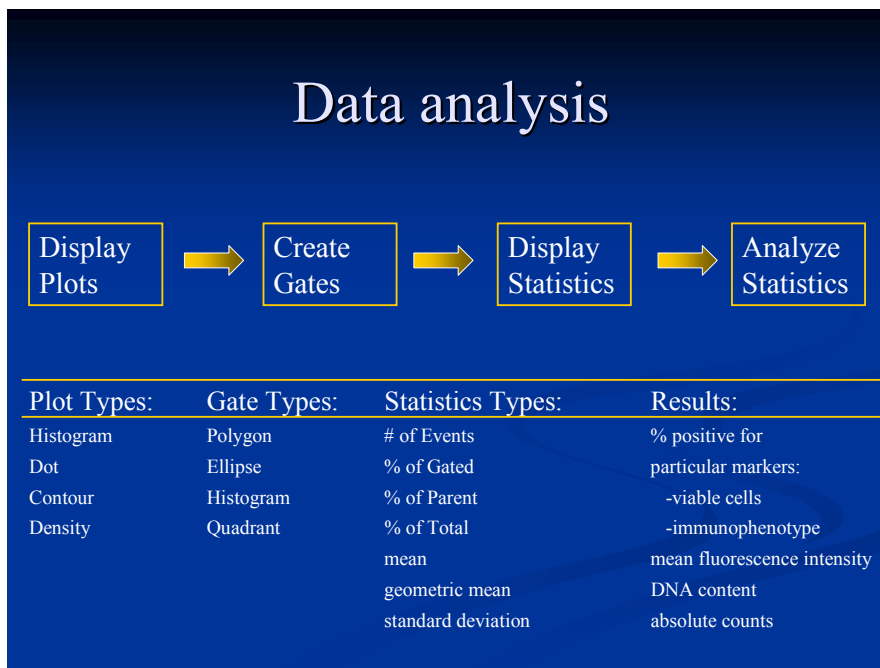 Data analysis
Display
Plots
Create
Gates
Display
Statistics
Analyze
Statistics
Plot Types:
Histogram
Dot
Contour
Density
Gate Types:
Polygon
Ellipse
Histogram
Quadrant
Statistics Types:
# of Events
% of Gated
% of Parent
% of Total
mean
geometric mean
standard deviation
Results:
% positive for
particular markers:
-viable cells
-immunophenotype
mean fluorescence intensity
DNA content
absolute counts